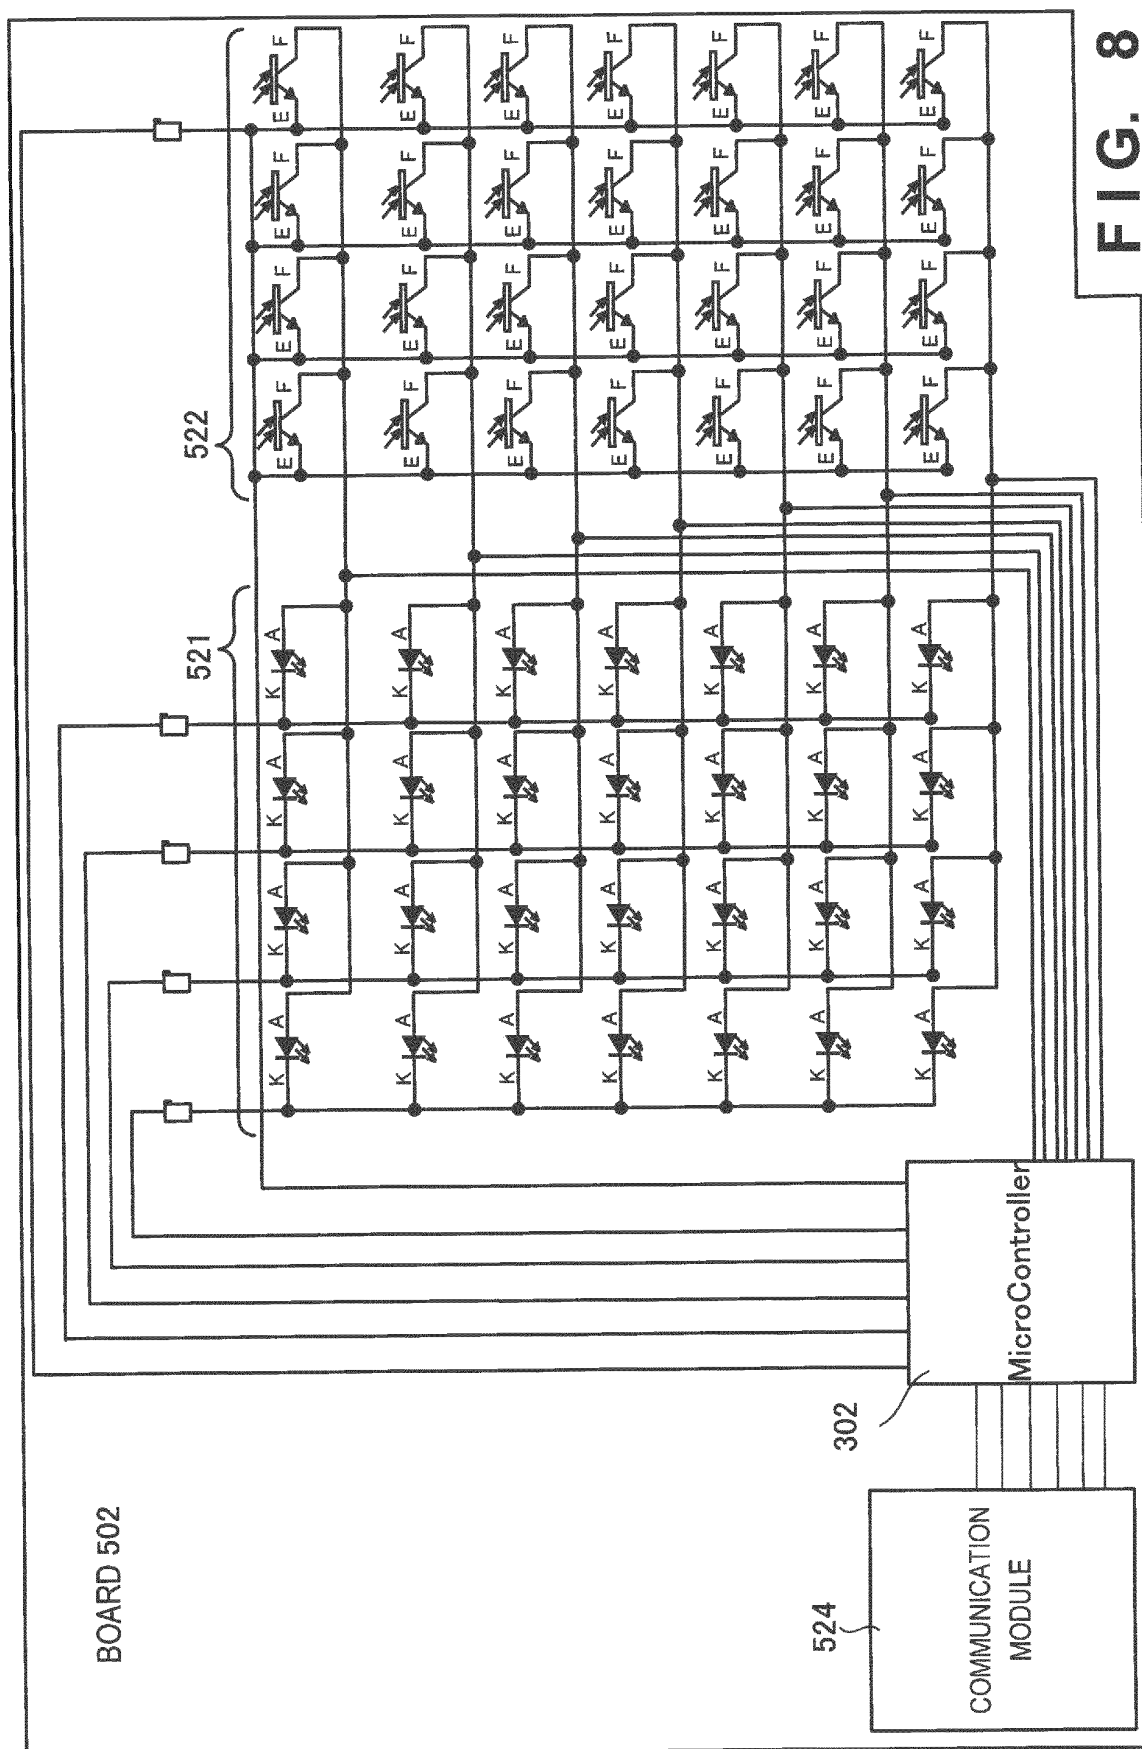 BOARD 502
521 522
K A K A K A K A E F E F E F E F
K A K A K A K A E F E F E F E F
K A K A K A K A E F E F E F E F
K A K A K A K A E F E F E F E F
K A K A K A K A E F E F E F E F
K A K A K A K A E F E F E F E F
K A K A K A K A E F E F E F E F
524
302
COMMUNICATION
MODULE
MicroController
FIG. 8